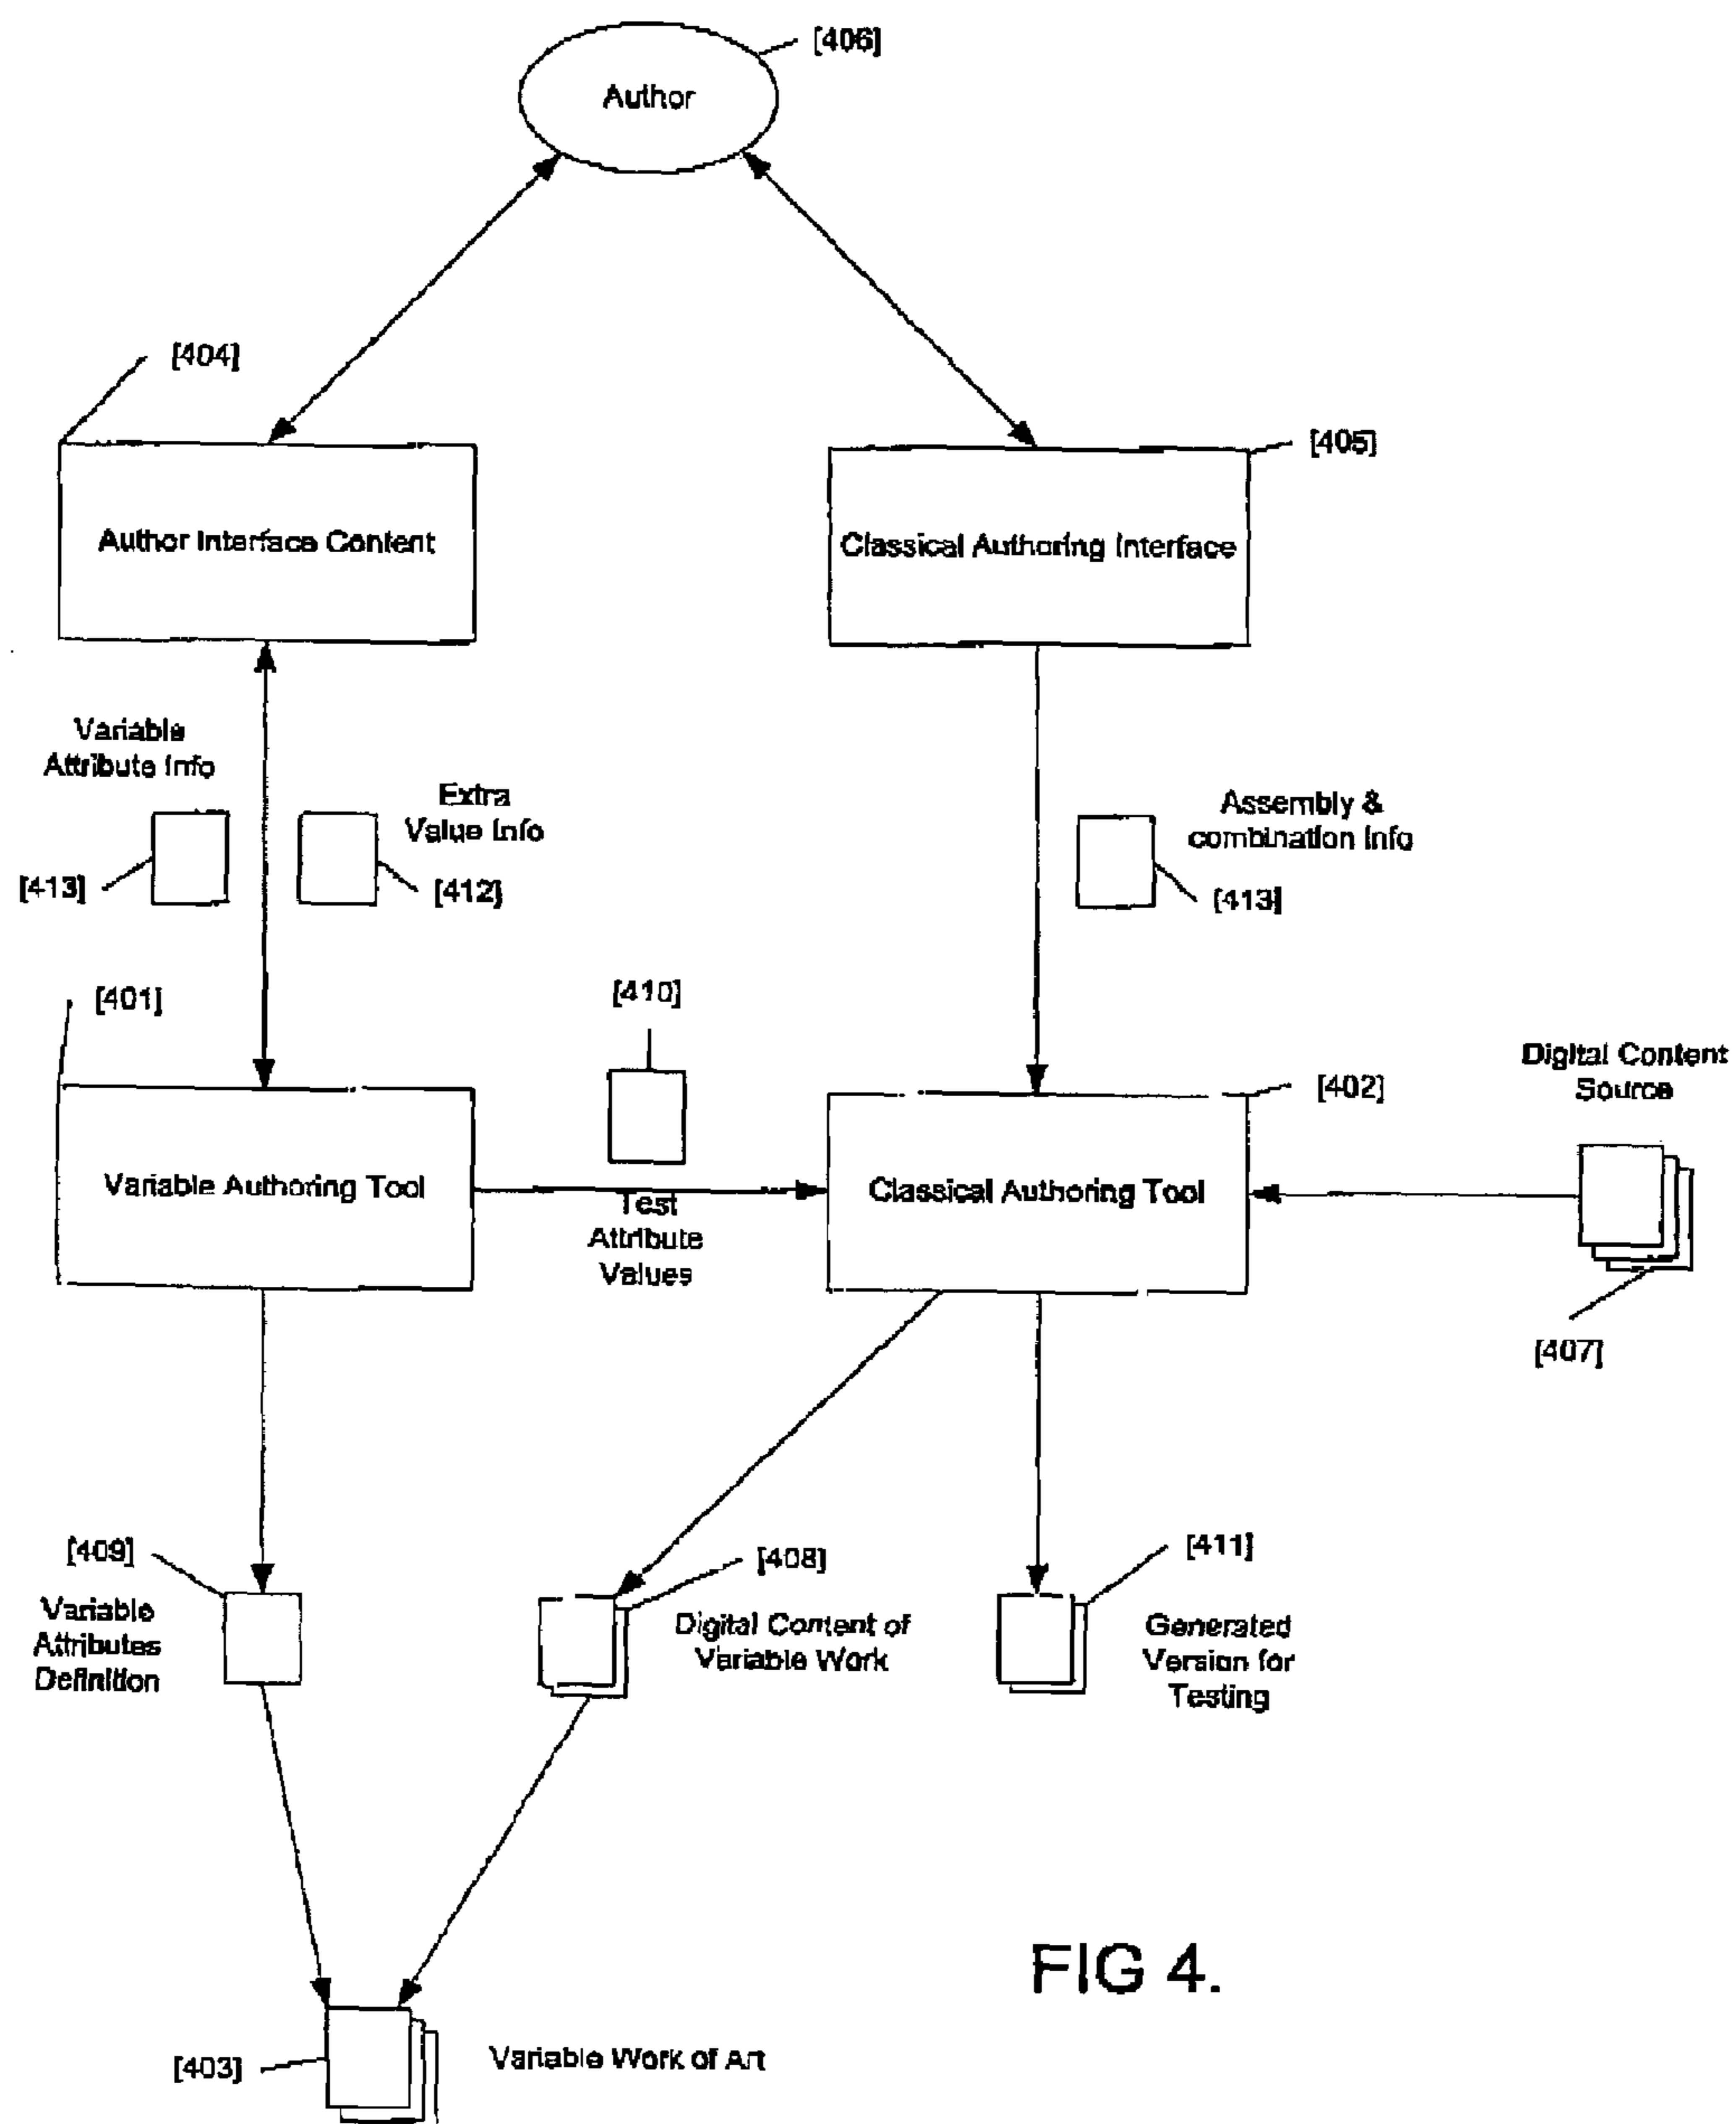 [406]
Author
[404]
[405]
Author Interface Content
Classical Authoring Interface
Variable
Attribute Info
Extra
Value Info
Assembly &
combination Info
[413]
[412]
[413]
[401]
[410]
[402]
Digital Content
Source
Variable Authoring Tool
Test
Attribute
Values
Classical Authoring Tool
[407]
[409]
[408]
[411]
Variable
Attributes
Definition
Digital Content of
Variable Work
Generated
Version for
Testing
FIG 4.
[403]
Variable Work of Art